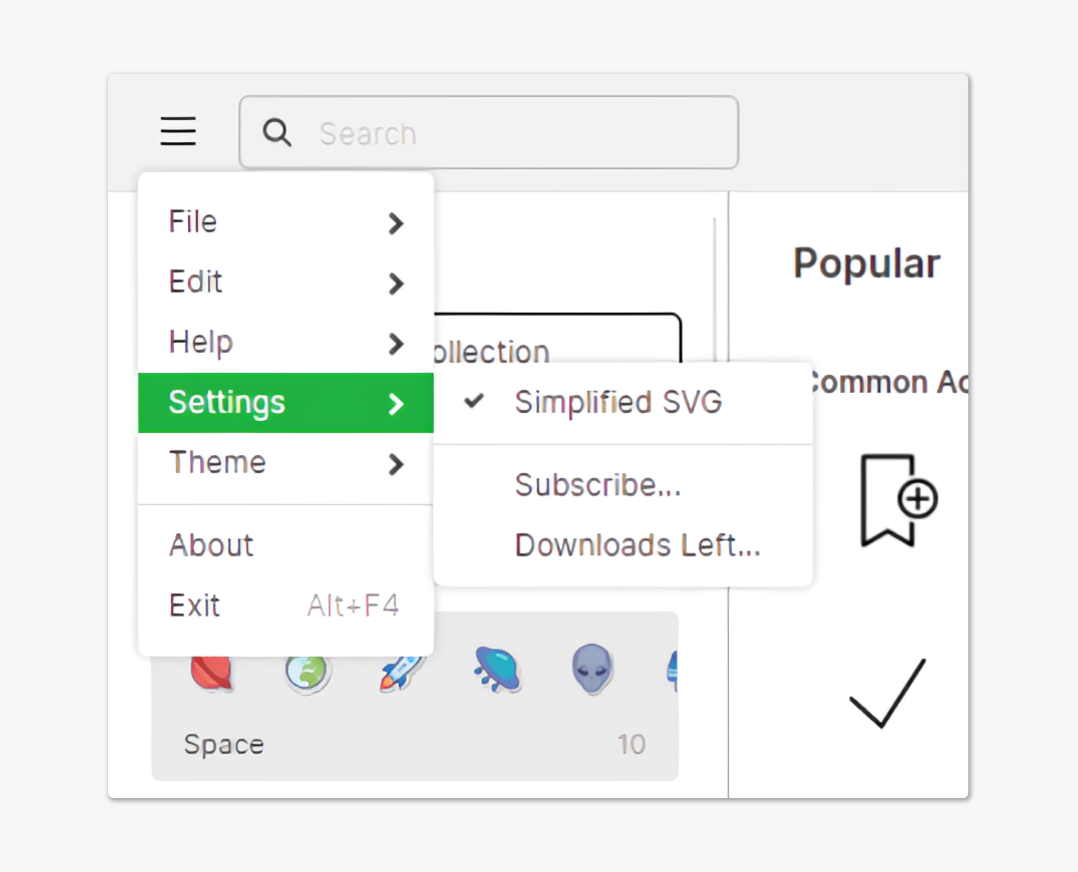 Search
File
Edit
Help
Settings
Theme
About
Exit Alt+F4
Popular
ollection
Common Ac
Simplified SVG
Subscribe...
Downloads Left...
Space 10